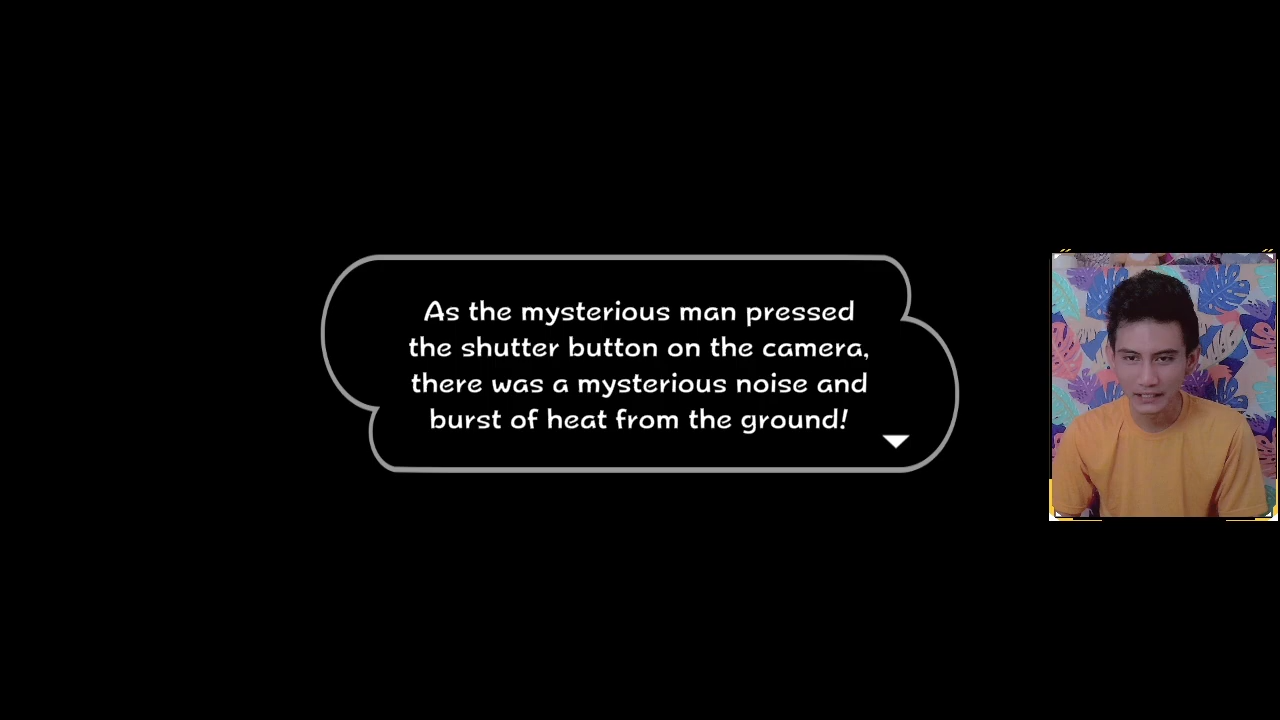 As the mysterious man pressed
the shutter button on the camera,
there was a mysterious noise and
burst of heat from the ground!